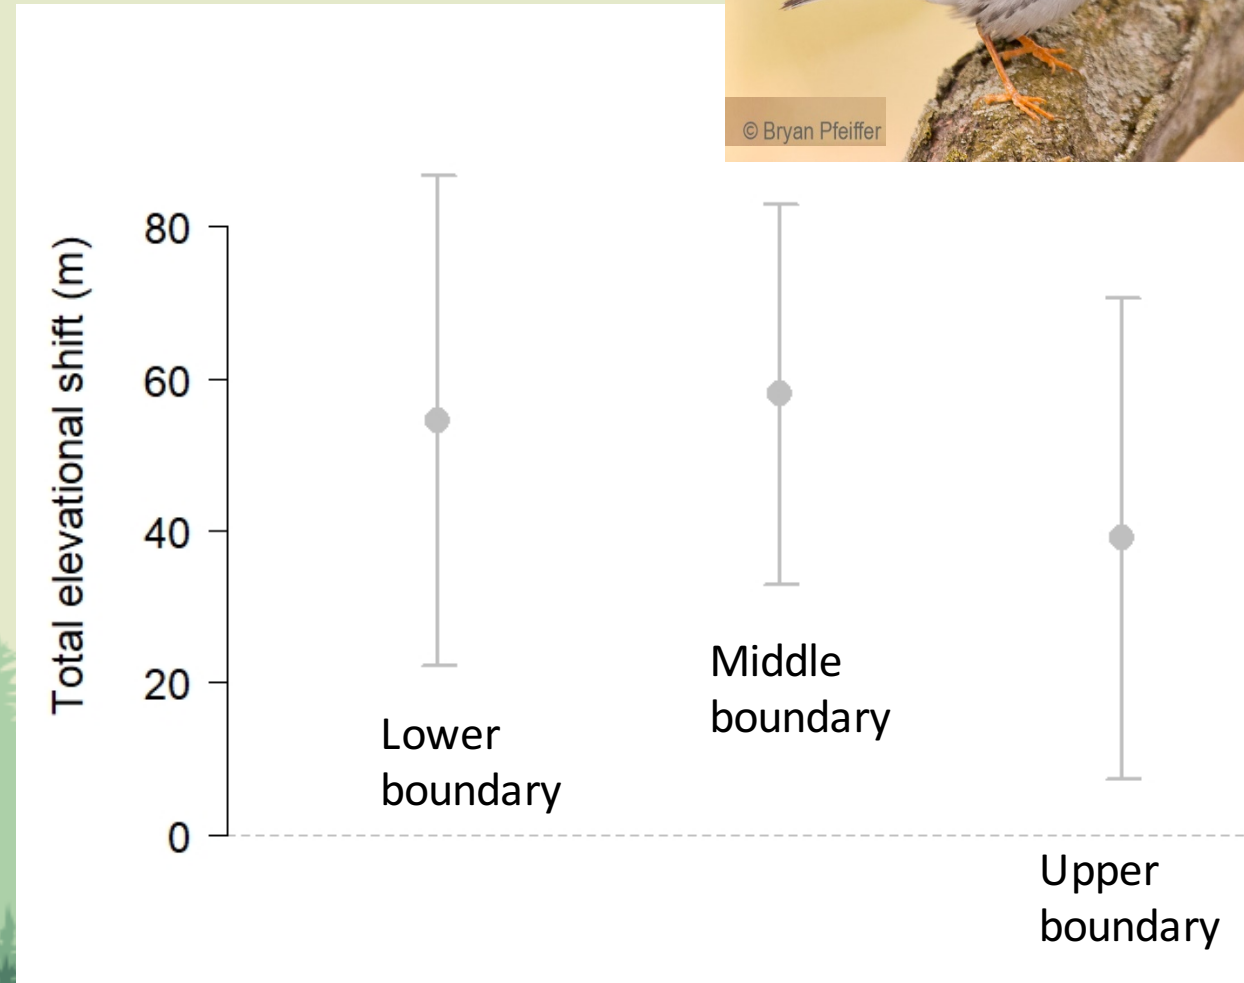 © Bryan Pfeiffer
Total elevational shift (m)
80
60
40
20
0
Lower
boundary
Middle
boundary
Upper
boundary